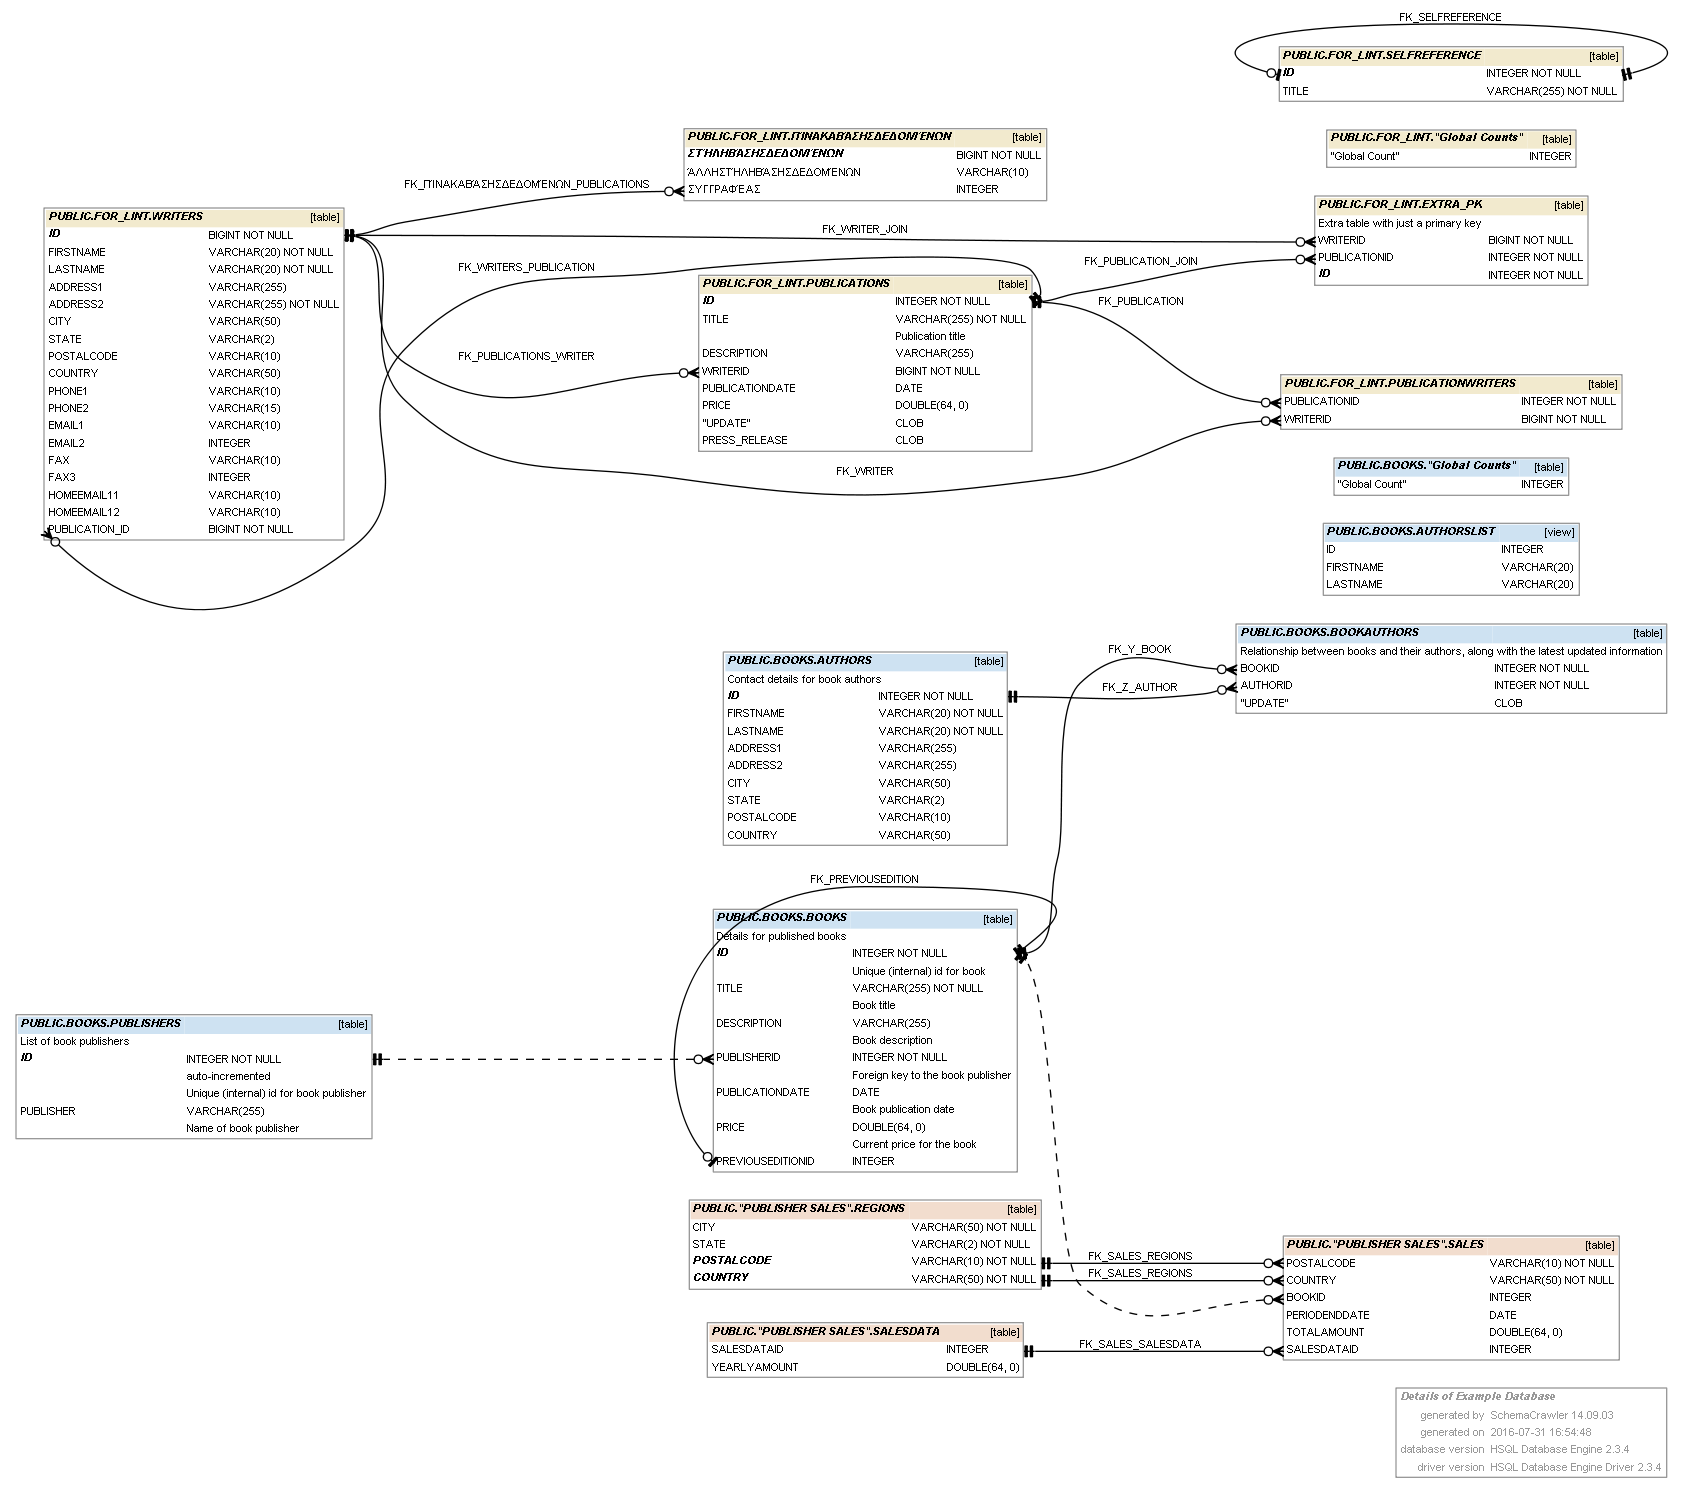 FK_SELFREFERENCE
PUBLIC.FOR_LINT.SELFREFERENCE [table]
ID INTEGER NOT NULL
TITLE VARCHAR(255) NOT NULL
PUBLIC.FOR_LINT."Global Counts" [table]
"Global Count" INTEGER
PUBLIC.FOR_LINT.ΠΊΝΑΚΑΒΆΣΗΣΔΕΔΟΜΈΝΩΝ [table]
ΣΤΉΛΗΒΆΣΗΣΔΕΔΟΜΈΝΩΝ BIGINT NOT NULL
ΆΛΛΗΣΤΉΛΗΒΆΣΗΣΔΕΔΟΜΈΝΩΝ VARCHAR(10)
ΣΥΓΓΡΑΦΈΑΣ INTEGER
FK_ΠΊΝΑΚΑΒΆΣΗΣΔΕΔΟΜΈΝΩΝ_PUBLICATIONS
PUBLIC.FOR_LINT.WRITERS [table]
ID BIGINT NOT NULL
FIRSTNAME VARCHAR(20) NOT NULL
LASTNAME VARCHAR(20) NOT NULL
ADDRESS1 VARCHAR(255)
ADDRESS2 VARCHAR(255) NOT NULL
CITY VARCHAR(50)
STATE VARCHAR(2)
POSTALCODE VARCHAR(10)
COUNTRY VARCHAR(50)
PHONE1 VARCHAR(10)
PHONE2 VARCHAR(15)
EMAIL1 VARCHAR(10)
EMAIL2 INTEGER
FAX VARCHAR(10)
FAX3 INTEGER
HOMEEMAIL11 VARCHAR(10)
HOMEEMAIL12 VARCHAR(10)
PUBLICATION_ID BIGINT NOT NULL
FK_WRITER_JOIN
FK_WRITERS_PUBLICATION
FK_PUBLICATIONS_WRITER
FK_WRITER
PUBLIC.FOR_LINT.PUBLICATIONS [table]
ID INTEGER NOT NULL
TITLE VARCHAR(255) NOT NULL
Publication title
DESCRIPTION VARCHAR(255)
WRITERID BIGINT NOT NULL
PUBLICATIONDATE DATE
PRICE DOUBLE(64, 0)
"UPDATE" CLOB
PRESS_RELEASE CLOB
FK_PUBLICATION_JOIN
FK_PUBLICATION
PUBLIC.FOR_LINT.EXTRA_PK [table]
Extra table with just a primary key
WRITERID BIGINT NOT NULL
PUBLICATIONID INTEGER NOT NULL
ID INTEGER NOT NULL
PUBLIC.FOR_LINT.PUBLICATIONWRITERS [table]
PUBLICATIONID INTEGER NOT NULL
WRITERID BIGINT NOT NULL
PUBLIC.BOOKS."Global Counts" [table]
"Global Count" INTEGER
PUBLIC.BOOKS.AUTHORSLIST [view]
ID INTEGER
FIRSTNAME VARCHAR(20)
LASTNAME VARCHAR(20)
PUBLIC.BOOKS.AUTHORS [table]
Contact details for book authors
ID INTEGER NOT NULL
FIRSTNAME VARCHAR(20) NOT NULL
LASTNAME VARCHAR(20) NOT NULL
ADDRESS1 VARCHAR(255)
ADDRESS2 VARCHAR(255)
CITY VARCHAR(50)
STATE VARCHAR(2)
POSTALCODE VARCHAR(10)
COUNTRY VARCHAR(50)
FK_Y_BOOK
FK_Z_AUTHOR
PUBLIC.BOOKS.BOOKAUTHORS [table]
Relationship between books and their authors, along with the latest updated information
BOOKID INTEGER NOT NULL
AUTHORID INTEGER NOT NULL
"UPDATE" CLOB
FK_PREVIOUSEDITION
PUBLIC.BOOKS.BOOKS [table]
Details for published books
ID INTEGER NOT NULL
Unique (internal) id for book
TITLE VARCHAR(255) NOT NULL
Book title
DESCRIPTION VARCHAR(255)
Book description
PUBLISHERID INTEGER NOT NULL
Foreign key to the book publisher
PUBLICATIONDATE DATE
Book publication date
PRICE DOUBLE(64, 0)
Current price for the book
PREVIOUSEDITIONID INTEGER
PUBLIC.BOOKS.PUBLISHERS [table]
List of book publishers
ID INTEGER NOT NULL
auto-incremented
Unique (internal) id for book publisher
PUBLISHER VARCHAR(255)
Name of book publisher
PUBLIC."PUBLISHER SALES".REGIONS [table]
CITY VARCHAR(50) NOT NULL
STATE VARCHAR(2) NOT NULL
POSTALCODE VARCHAR(10) NOT NULL
COUNTRY VARCHAR(50) NOT NULL
FK_SALES_REGIONS
FK_SALES_REGIONS
PUBLIC."PUBLISHER SALES".SALES [table]
POSTALCODE VARCHAR(10) NOT NULL
COUNTRY VARCHAR(50) NOT NULL
BOOKID INTEGER
PERIODENDDATE DATE
TOTALAMOUNT DOUBLE(64, 0)
SALESDATAID INTEGER
PUBLIC."PUBLISHER SALES".SALESDATA [table]
SALESDATAID INTEGER
YEARLYAMOUNT DOUBLE(64, 0)
FK_SALES_SALESDATA
Details of Example Database
generated by SchemaCrawler 14.09.03
generated on 2016-07-31 16:54:48
database version HSQL Database Engine 2.3.4
driver version HSQL Database Engine Driver 2.3.4